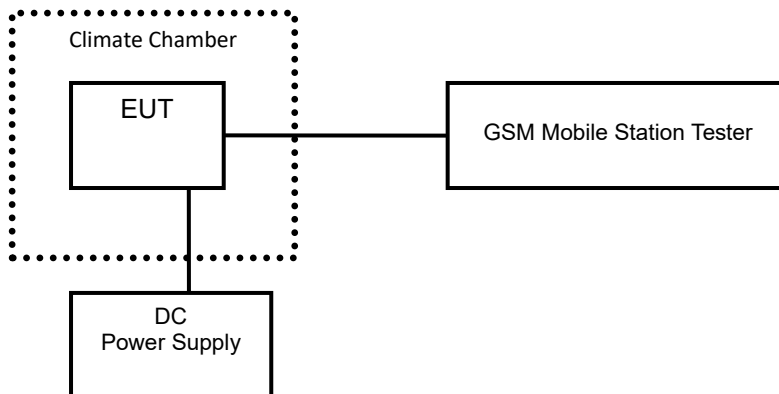 Climate Chamber
EUT
GSM Mobile Station Tester
DC
Power Supply